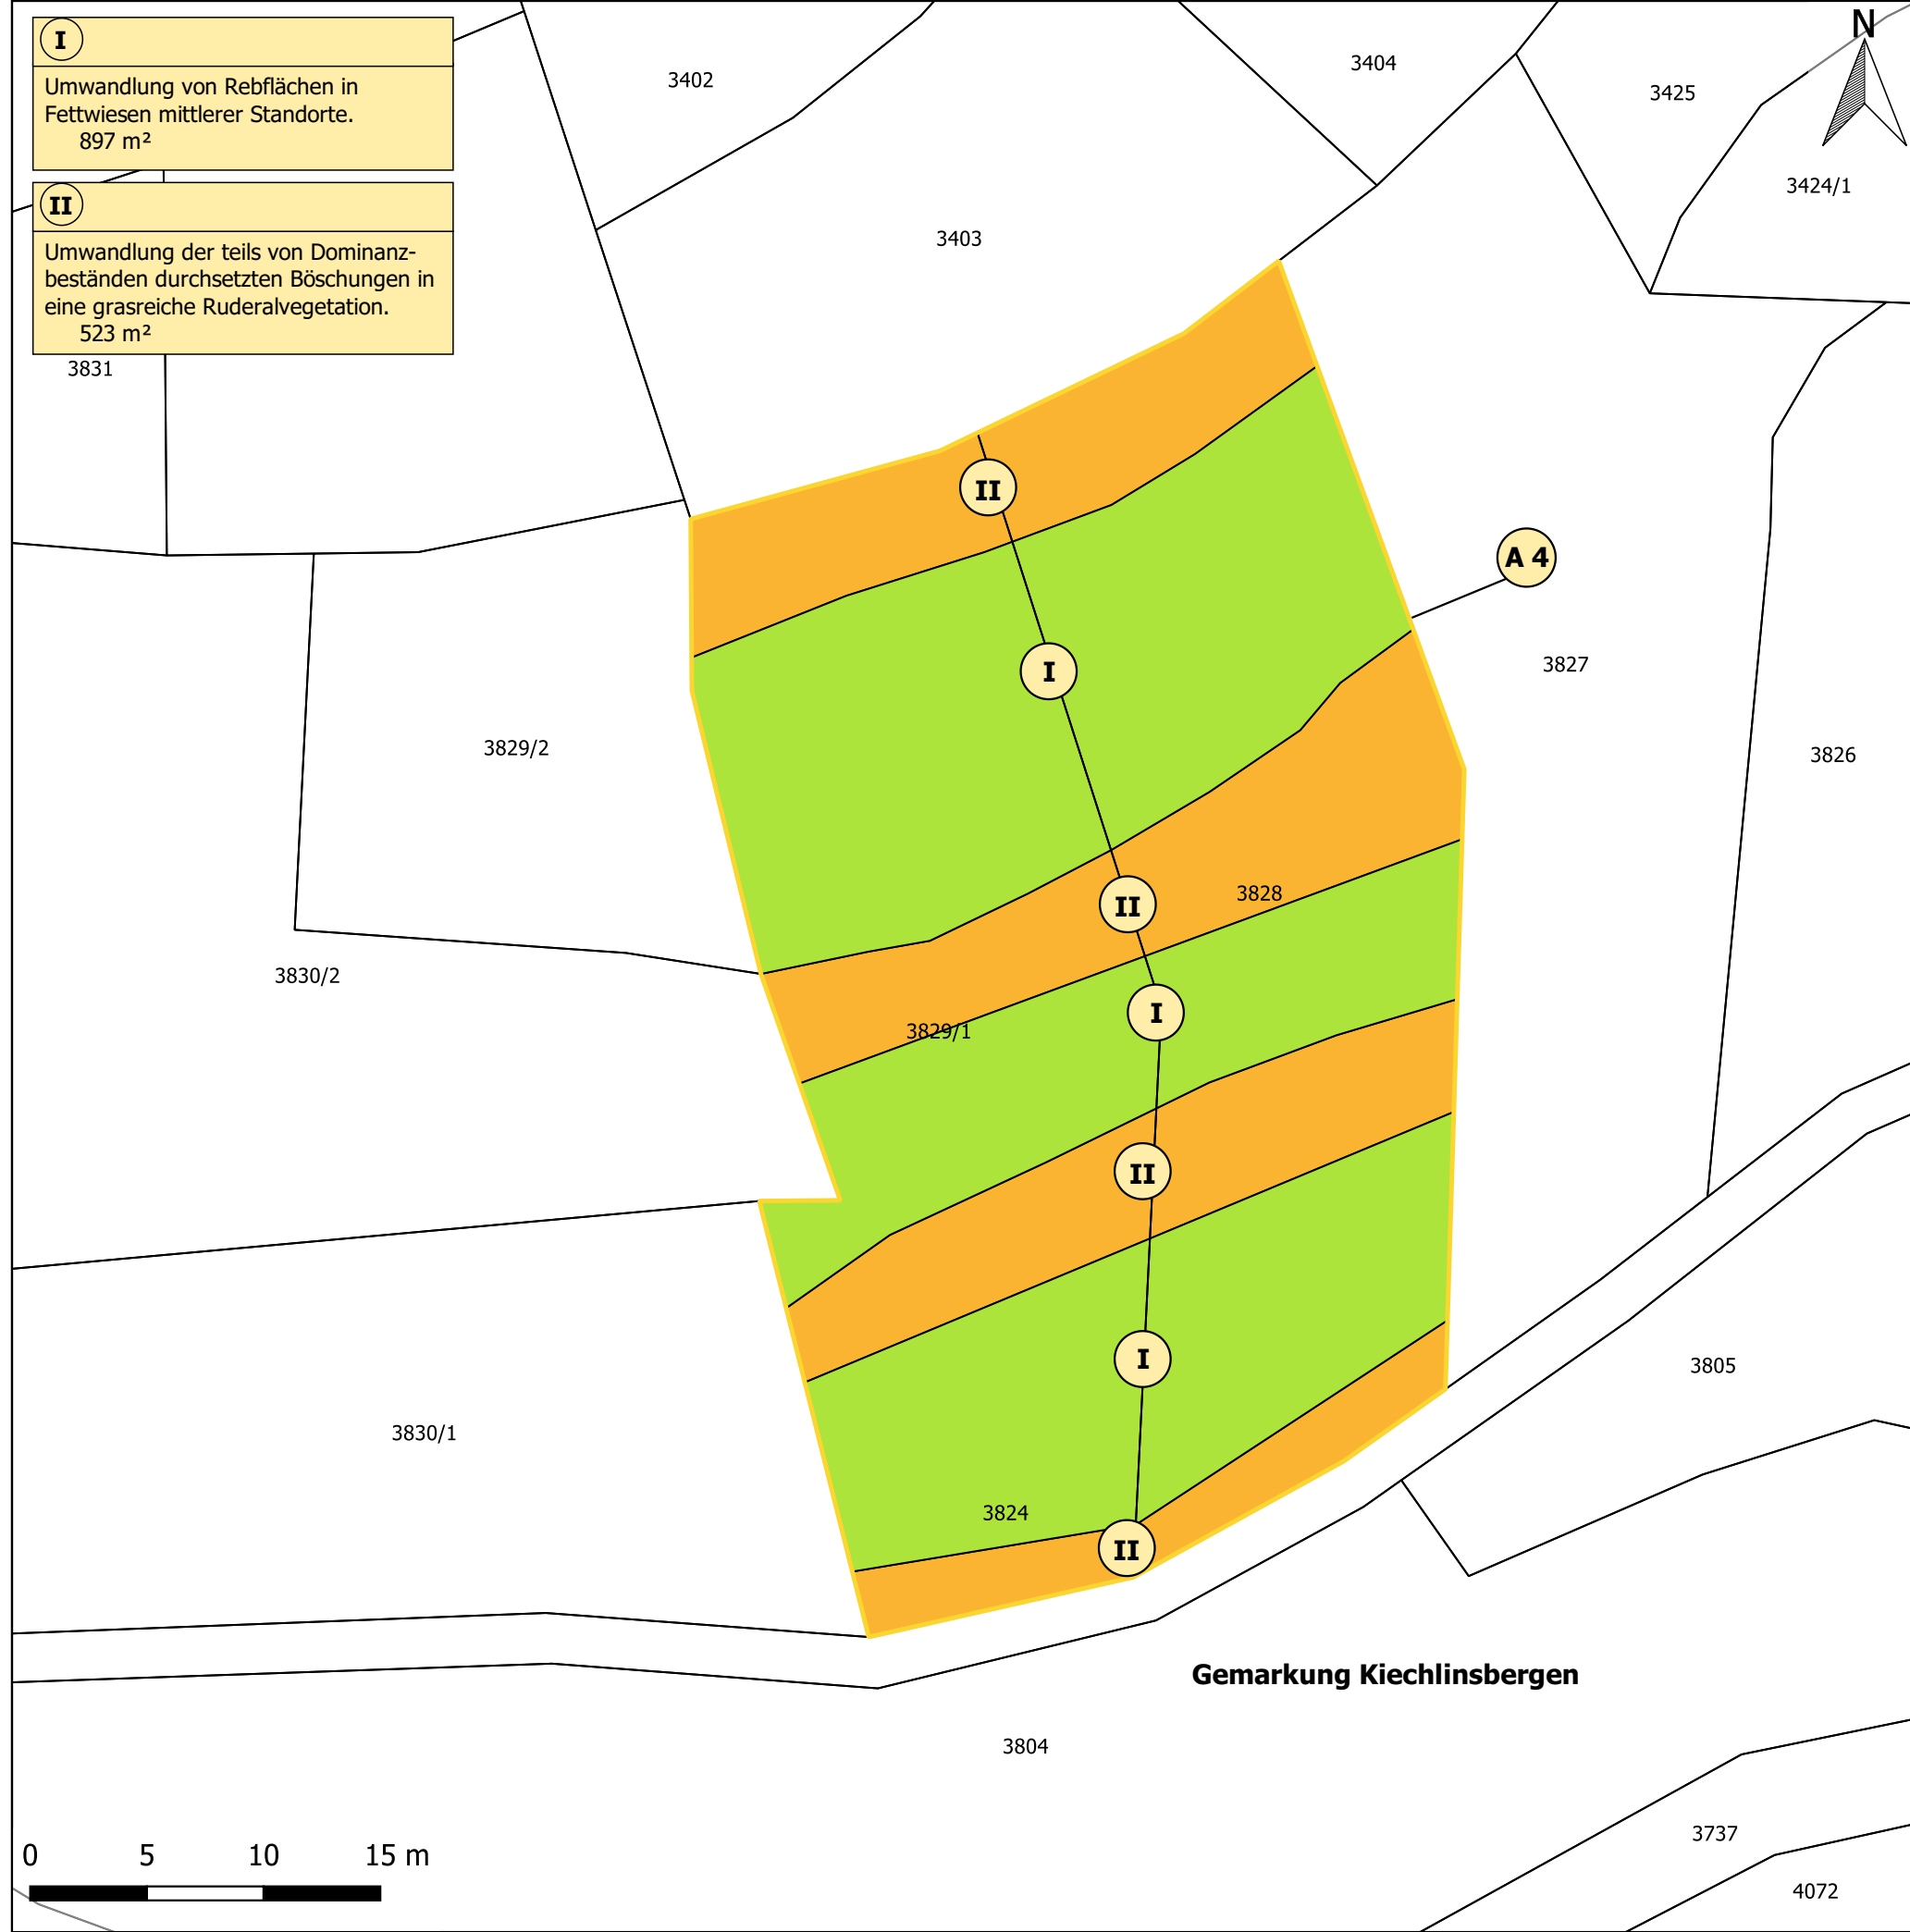 I
Umwandlung von Rebflächen in
Fettwiesen mittlerer Standorte.
897 m²
II
Umwandlung der teils von Dominanz-
beständen durchsetzten Böschungen in
eine grasreiche Ruderalvegetation.
523 m²
N
3402
3404
3425
3424/1
3403
3831
II
A 4
I
3827
3829/2
3826
3828
II
3830/2
I
3829/1
II
I
3805
3830/1
3824
II
Gemarkung Kiechlinsbergen
3804
3737
4072
0 5 10 15 m